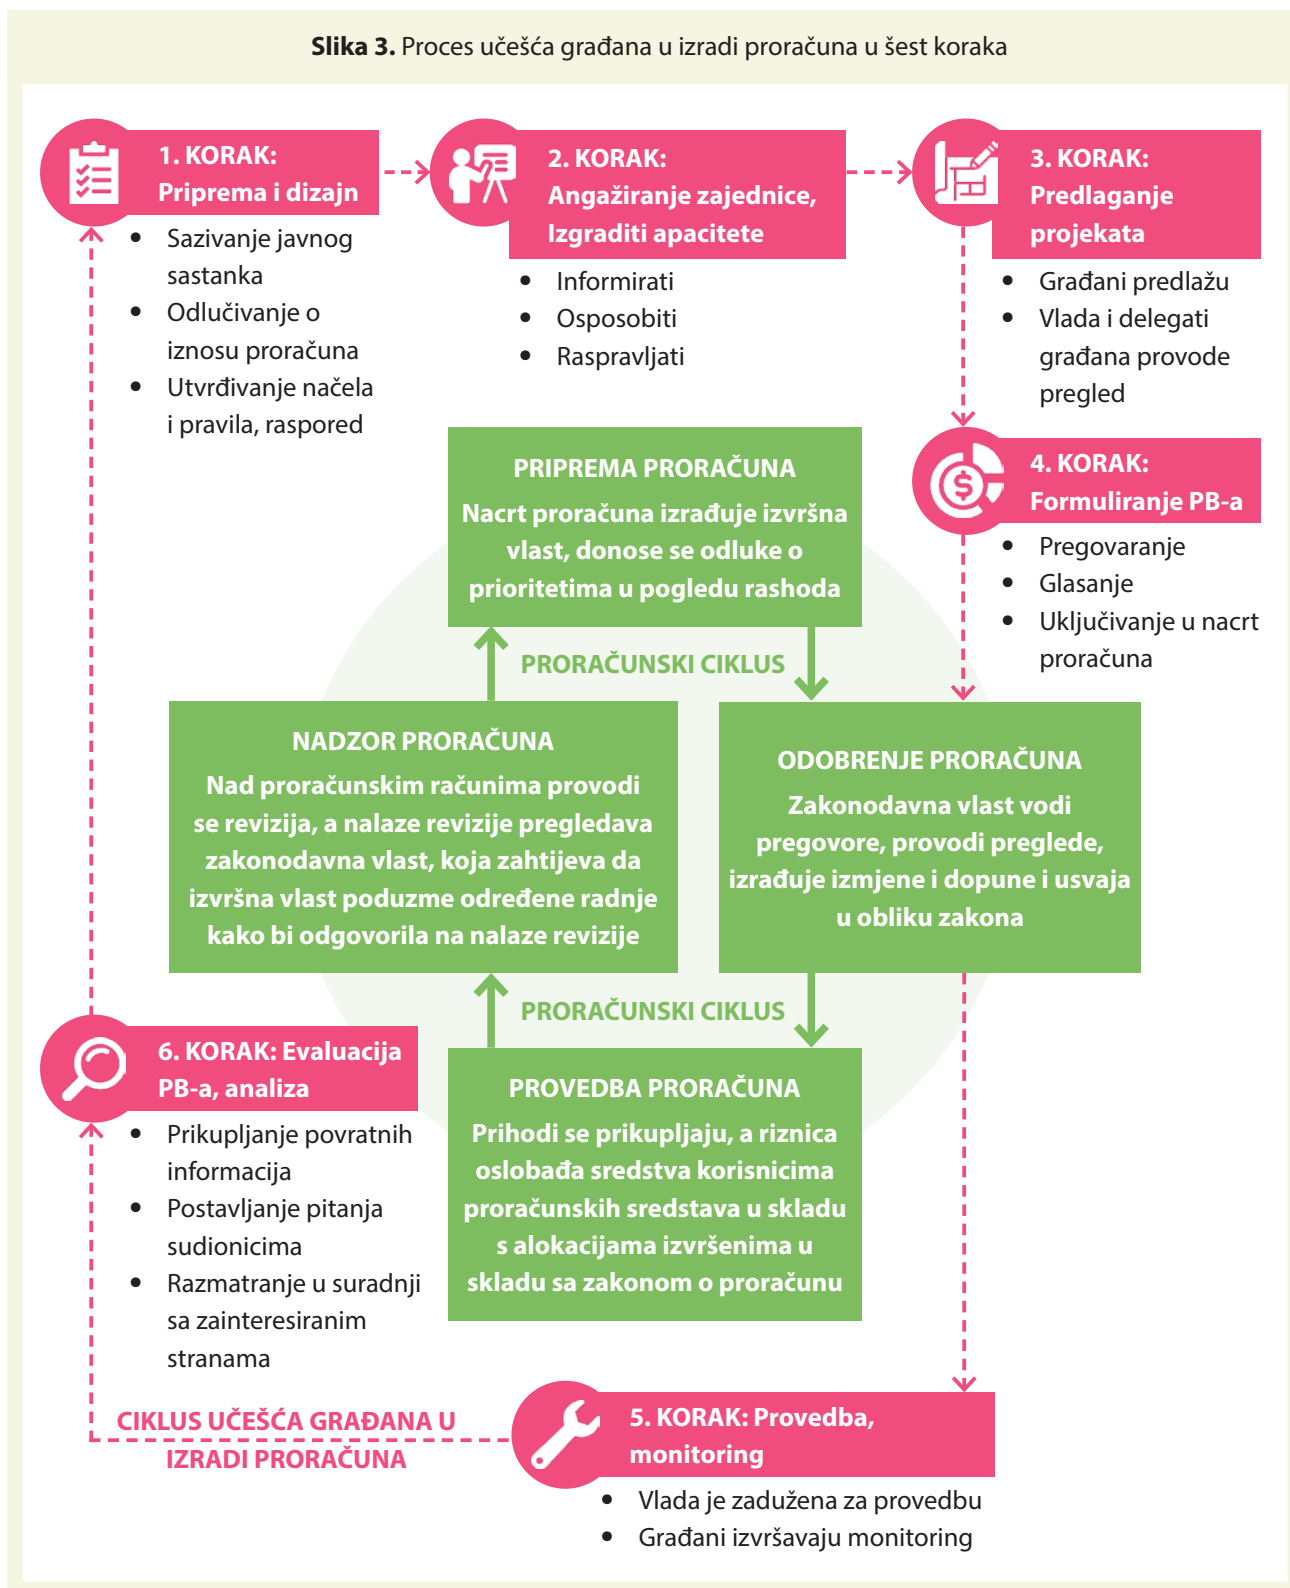 Slika 3. Proces učešća građana u izradi proračuna u šest koraka
1. KORAK:
Priprema i dizajn
• Sazivanje javnog
sastanka
• Odlučivanje o
iznosu proračuna
• Utvrđivanje načela
i pravila, raspored
2. KORAK:
Angažiranje zajednice,
Izgraditi apacitete
• Informirati
• Osposobiti
• Raspravljati
3. KORAK:
Predlaganje
projekata
• Građani predlažu
• Vlada i delegati
građana provode
pregled
4. KORAK:
Formuliranje PB-a
• Pregovaranje
• Glasanje
• Uključivanje u nacrt
proračuna
PRIPREMA PRORAČUNA
Nacrt proračuna izrađuje izvršna
vlast, donose se odluke o
prioritetima u pogledu rashoda
PRORAČUNSKI CIKLUS
NADZOR PRORAČUNA
Nad proračunskim računima provodi
se revizija, a nalaze revizije pregledava
zakonodavna vlast, koja zahtijeva da
izvršna vlast poduzme određene radnje
kako bi odgovorila na nalaze revizije
ODOBRENJE PRORAČUNA
Zakonodavna vlast vodi
pregovore, provodi preglede,
izrađuje izmjene i dopune i usvaja
u obliku zakona
PRORAČUNSKI CIKLUS
PROVEDBA PRORAČUNA
Prihodi se prikupljaju, a riznica
oslobađa sredstva korisnicima
proračunskih sredstava u skladu
s alokacijama izvršenima u
skladu sa zakonom o proračunu
6. KORAK: Evaluacija
PB-a, analiza
• Prikupljanje povratnih
informacija
• Postavljanje pitanja
sudionicima
• Razmatranje u suradnji
sa zainteresiranim
stranama
CIKLUS UČEŠĆA GRAĐANA U
IZRADI PRORAČUNA
5. KORAK: Provedba,
monitoring
• Vlada je zadužena za provedbu
• Građani izvršavaju monitoring